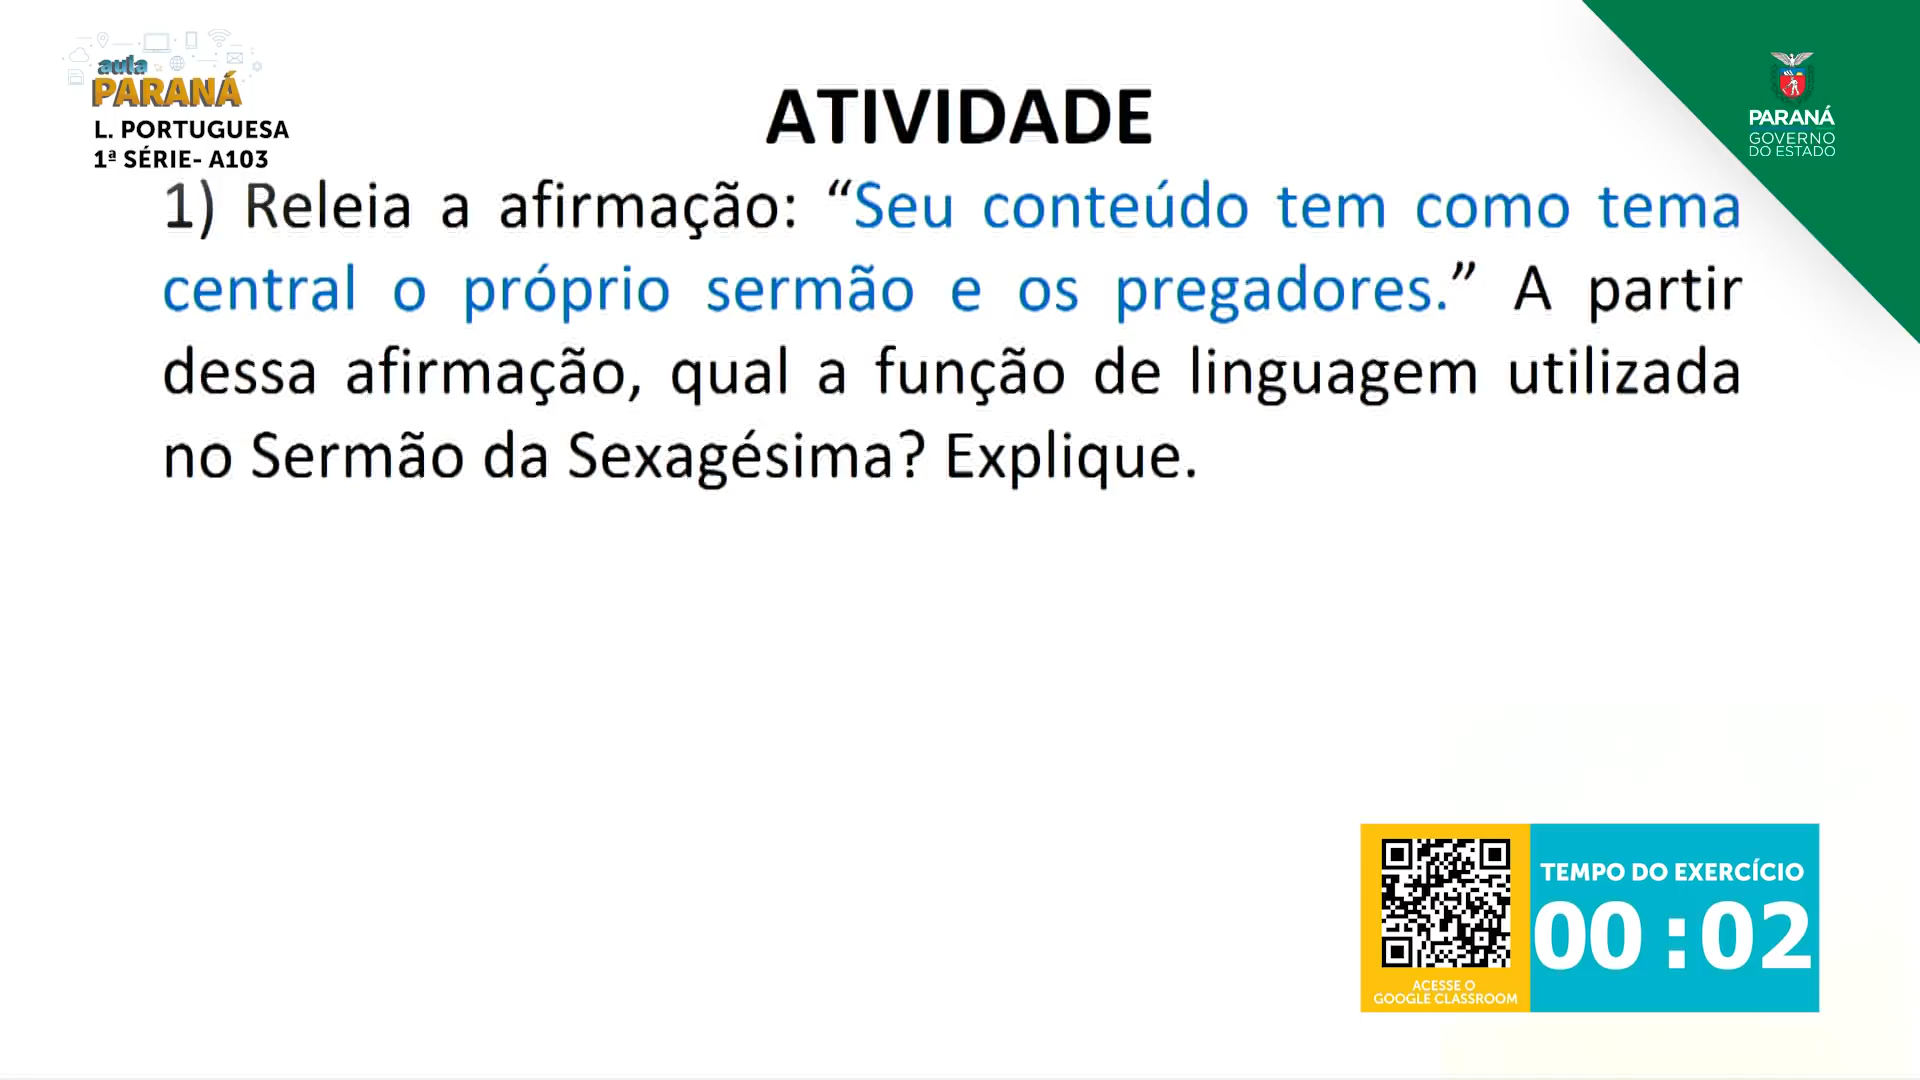 aula
PARANÁ
L. PORTUGUESA
1ª SÉRIE- A103
PARANÁ
GOVERNO
DO ESTADO
ATIVIDADE
1) Releia a afirmação: “Seu conteúdo tem como tema
central o próprio sermão e os pregadores.” A partir
dessa afirmação, qual a função de linguagem utilizada
no Sermão da Sexagésima? Explique.
ACESSE O
GOOGLE CLASSROOM
TEMPO DO EXERCÍCIO
00 :02